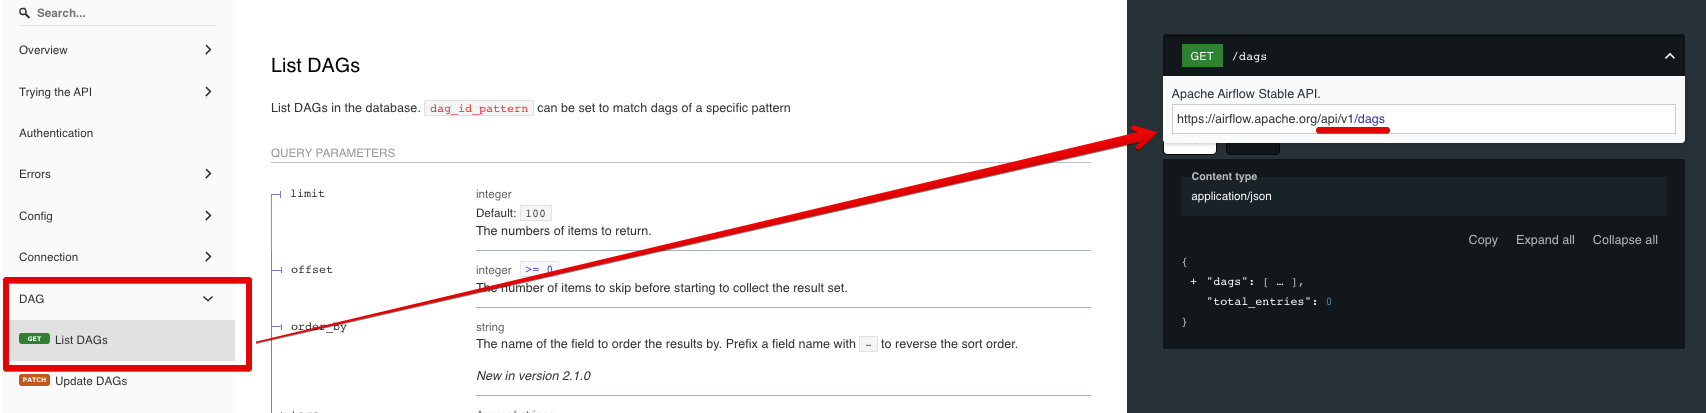 Search...
Overview
Trying the API
Authentication
Errors
Config
Connection
DAG
GET List DAGs
PATCH Update DAGs
List DAGs
List DAGs in the database. dag_id_pattern can be set to match dags of a specific pattern
QUERY PARAMETERS
limit
integer
Default: 100
The numbers of items to return.
offset
integer >= 0
The number of items to skip before starting to collect the result set.
order_by
string
The name of the field to order the results by. Prefix a field name with - to reverse the sort order.
New in version 2.1.0
GET /dags
Apache Airflow Stable API.
https://airflow.apache.org/api/v1/dags
Content type
application/json
Copy Expand all Collapse all
{
+ "dags": [ … ],
"total_entries": 0
}